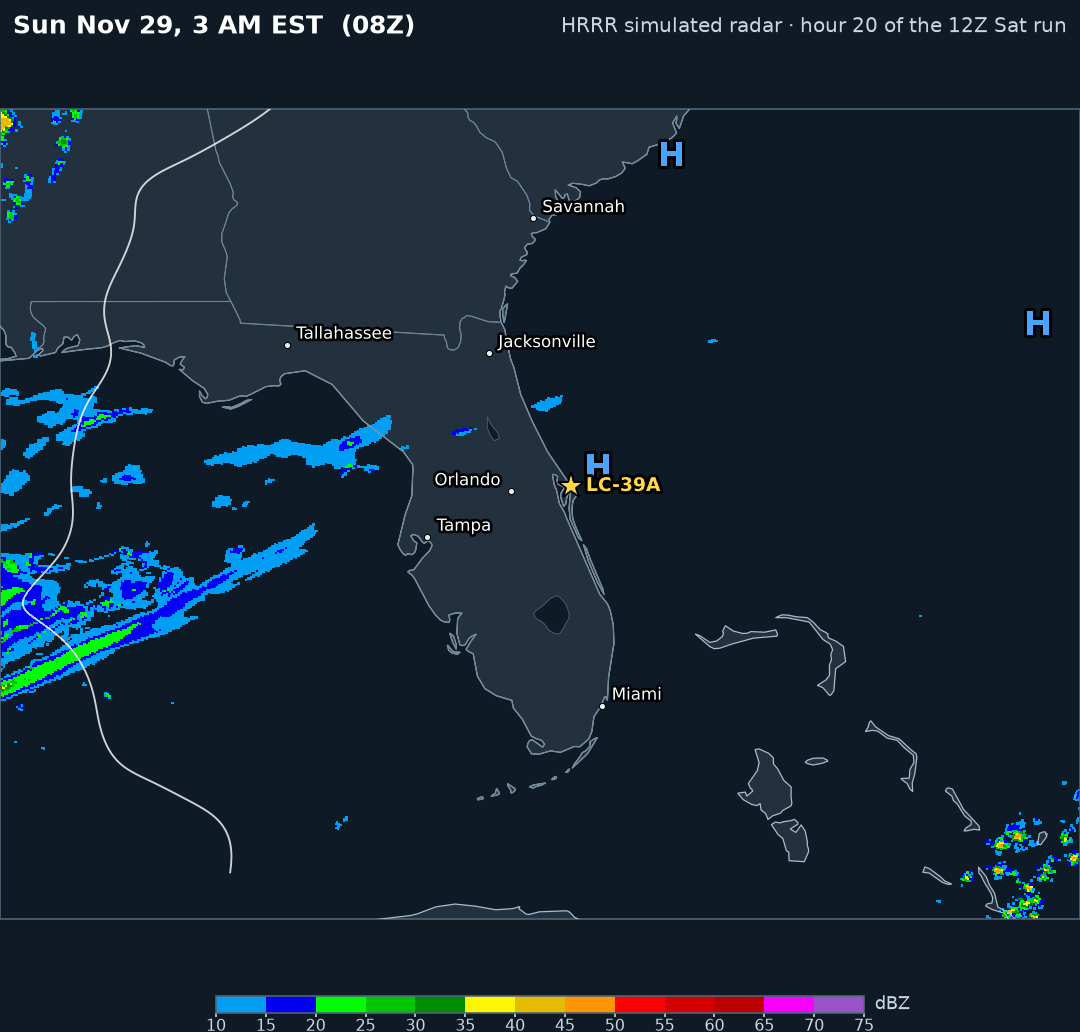 Sun Nov 29, 3 AM EST (08Z)
HRRR simulated radar · hour 20 of the 12Z Sat run
H
Savannah
H
Tallahassee
Jacksonville
H
Orlando
LC-39A
Tampa
Miami
dBZ
10 15 20 25 30 35 40 45 50 55 60 65 70 75